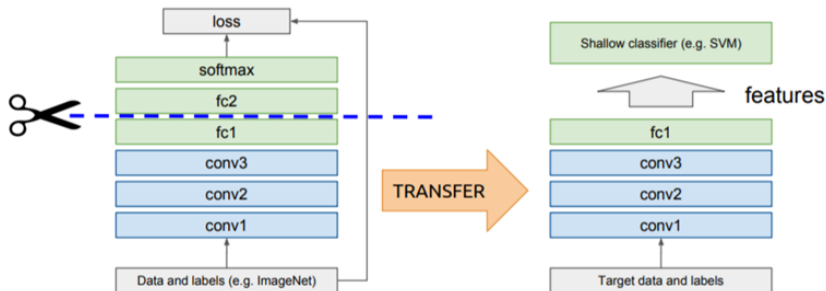 loss
softmax
fc2
fc1
conv3
conv2
conv1
Data and labels (e.g. ImageNet)
TRANSFER
Shallow classifier (e.g. SVM)
features
fc1
conv3
conv2
conv1
Target data and labels